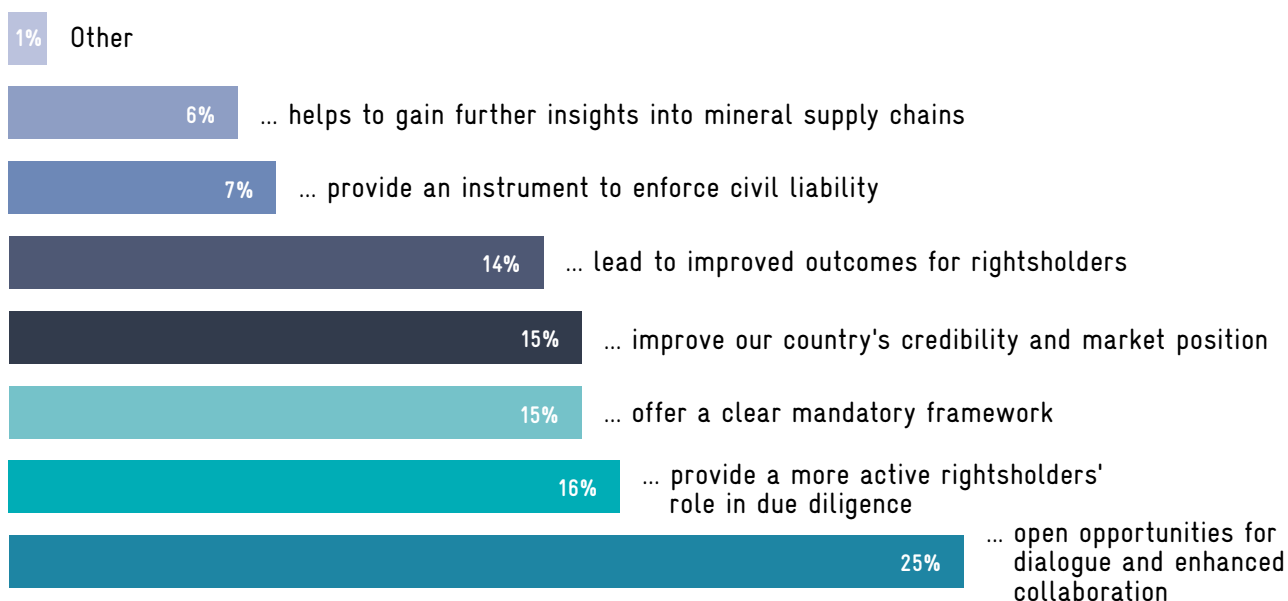 1% Other
6% ... helps to gain further insights into mineral supply chains
7% ... provide an instrument to enforce civil liability
14% ... lead to improved outcomes for rightsholders
15% ... improve our country's credibility and market position
15% ... offer a clear mandatory framework
16% ... provide a more active rightsholders'
role in due diligence
25% ... open opportunities for
dialogue and enhanced
collaboration